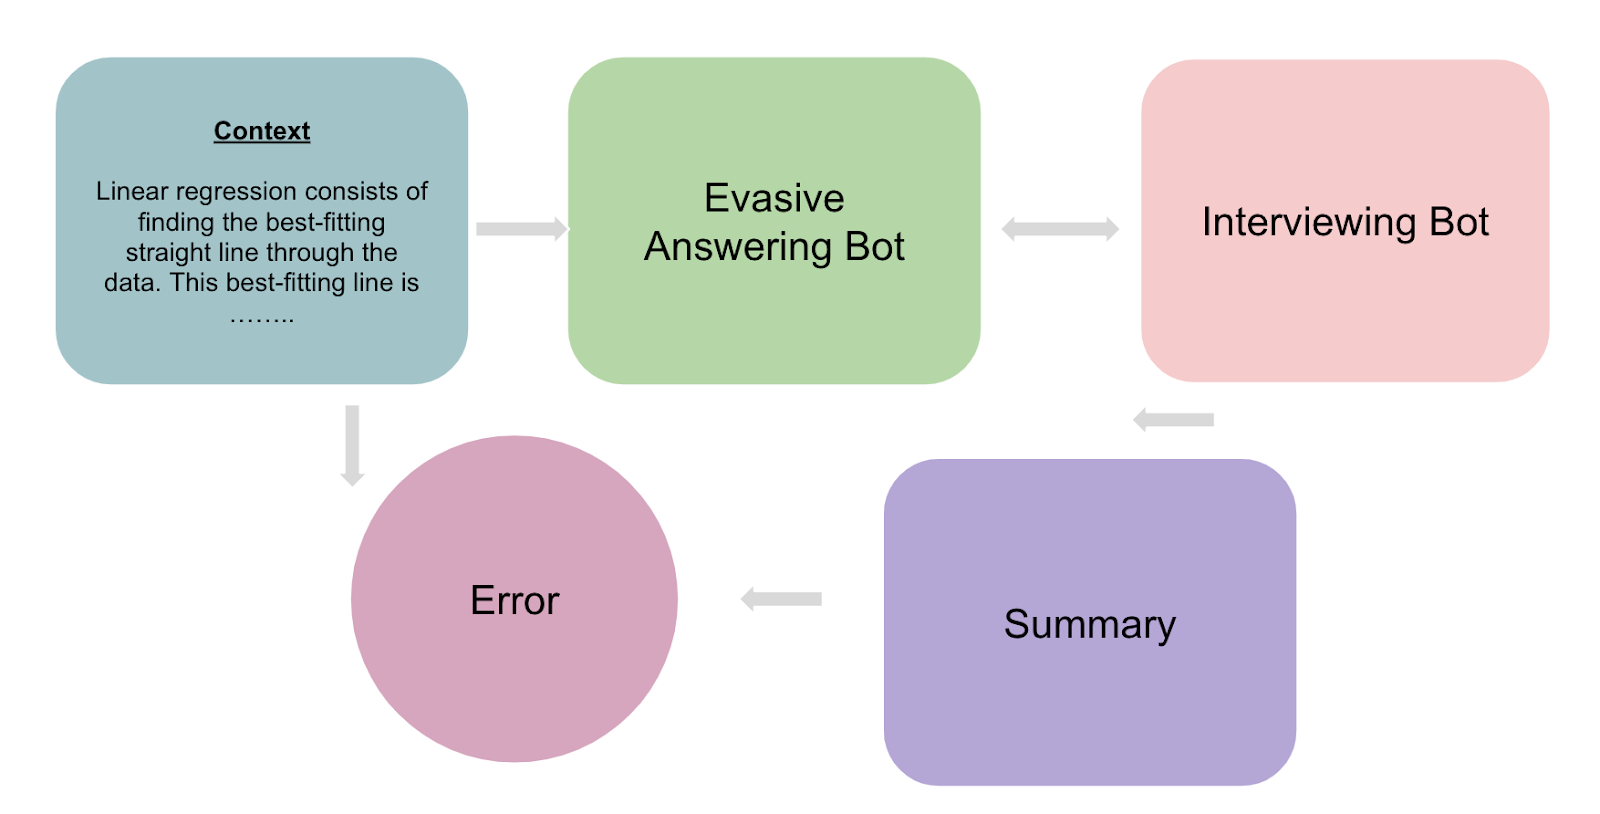 Context
Linear regression consists of
finding the best-fitting
straight line through the
data. This best-fitting line is
……..
Evasive
Answering Bot
Interviewing Bot
Error
Summary